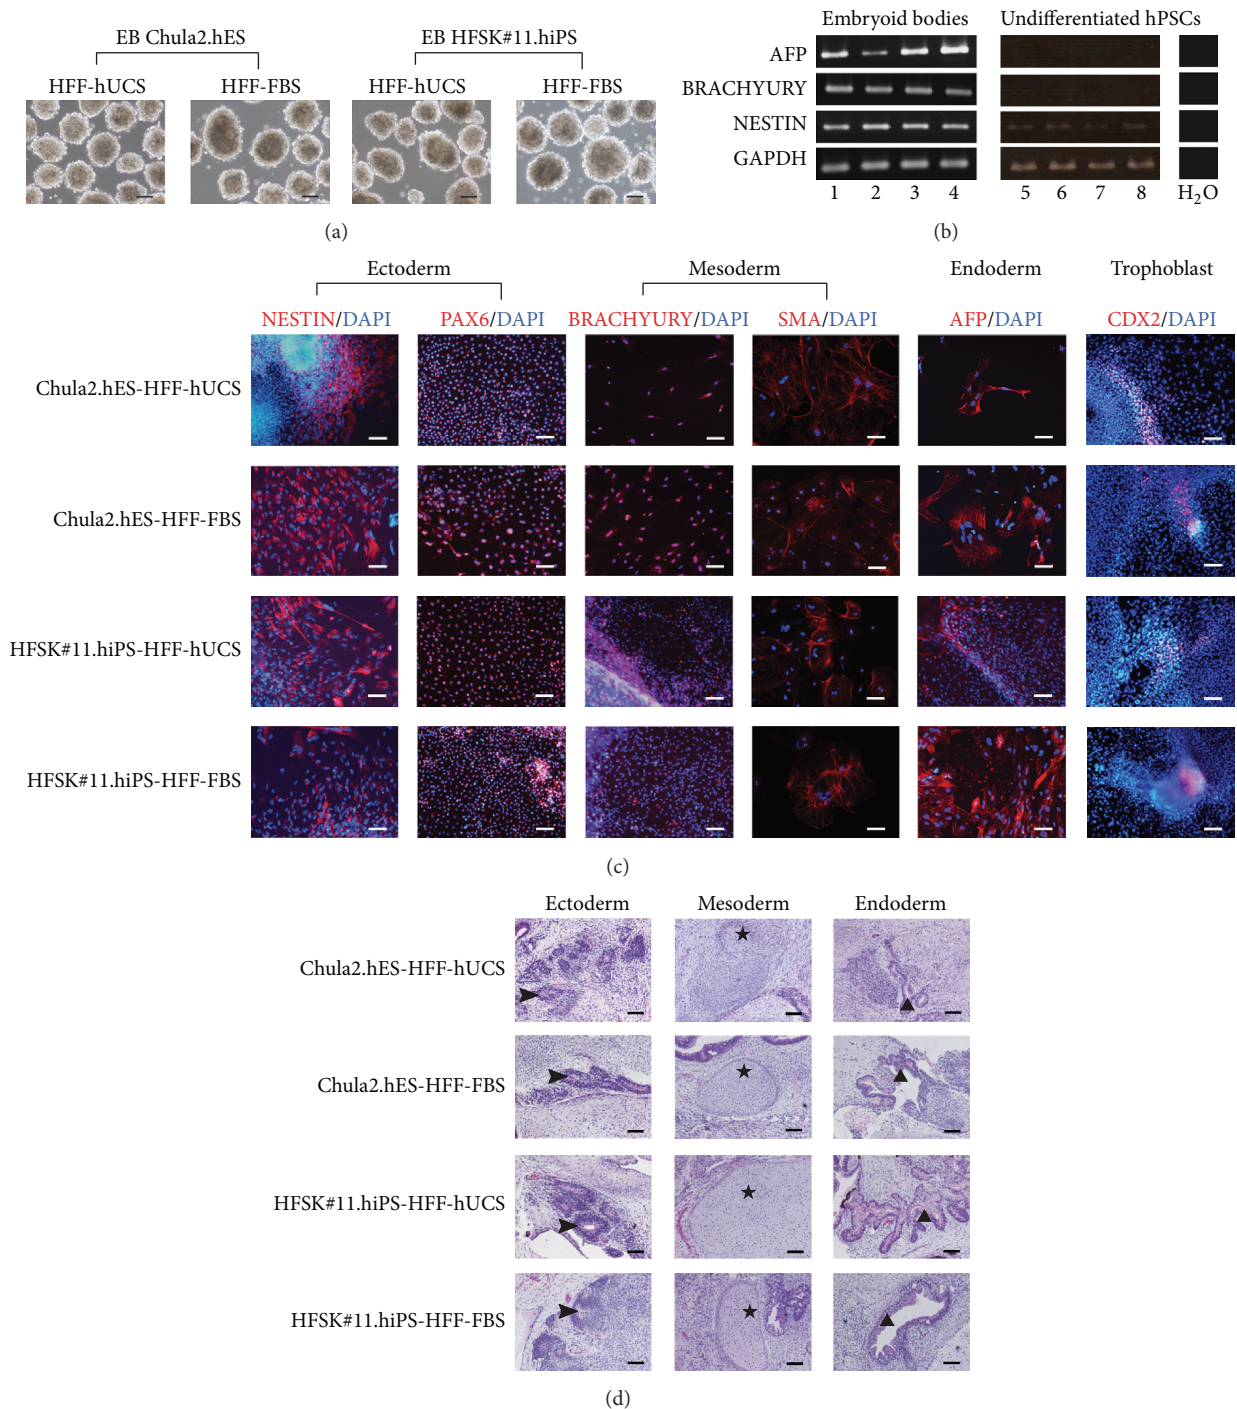 EB Chula2.hES
EB HFSK#11.hiPS
HFF-hUCS
HFF-FBS
HFF-hUCS
HFF-FBS
(a)
Embryoid bodies
Undifferentiated hPSCs
AFP
BRACHYURY
NESTIN
GAPDH
1 2 3 4 5 6 7 8 H₂O
(b)
Ectoderm
Mesoderm
Endoderm
Trophoblast
NESTIN/DAPI
PAX6/DAPI
BRACHYURY/DAPI
SMA/DAPI
AFP/DAPI
CDX2/DAPI
Chula2.hES-HFF-hUCS
Chula2.hES-HFF-FBS
HFSK#11.hiPS-HFF-hUCS
HFSK#11.hiPS-HFF-FBS
(c)
Ectoderm
Mesoderm
Endoderm
Chula2.hES-HFF-hUCS
Chula2.hES-HFF-FBS
HFSK#11.hiPS-HFF-hUCS
HFSK#11.hiPS-HFF-FBS
(d)